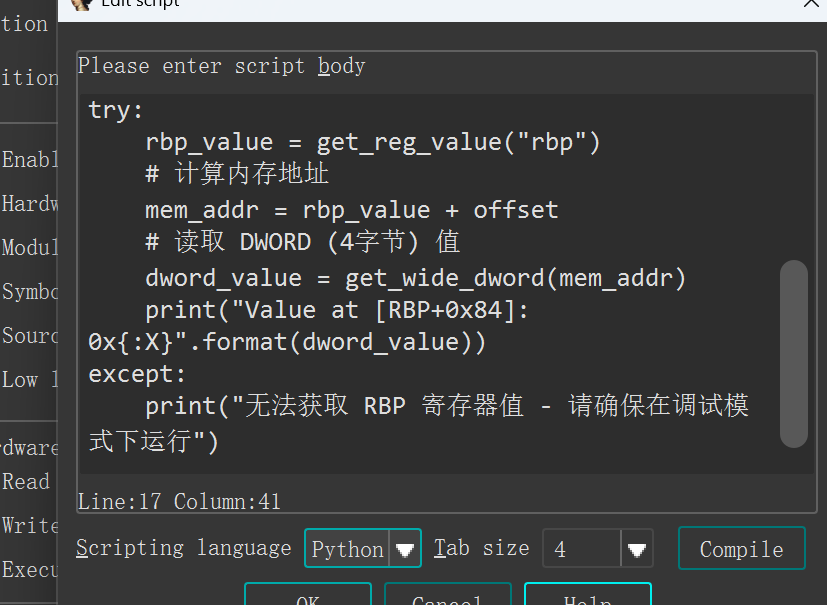 Edit script
tion
Please enter script body
ition
try:
    rbp_value = get_reg_value("rbp")
Enabl
    # 计算内存地址
Hardw
    mem_addr = rbp_value + offset
    # 读取 DWORD (4字节) 值
Modul
    dword_value = get_wide_dword(mem_addr)
Symbo
    print("Value at [RBP+0x84]:
Sourc
0x{:X}".format(dword_value))
Low l
except:
    print("无法获取 RBP 寄存器值 - 请确保在调试模
式下运行")
rdware
Read
Line:17 Column:41
Write
Scripting language Python Tab size 4 Compile
Execu
OK Cancel Help